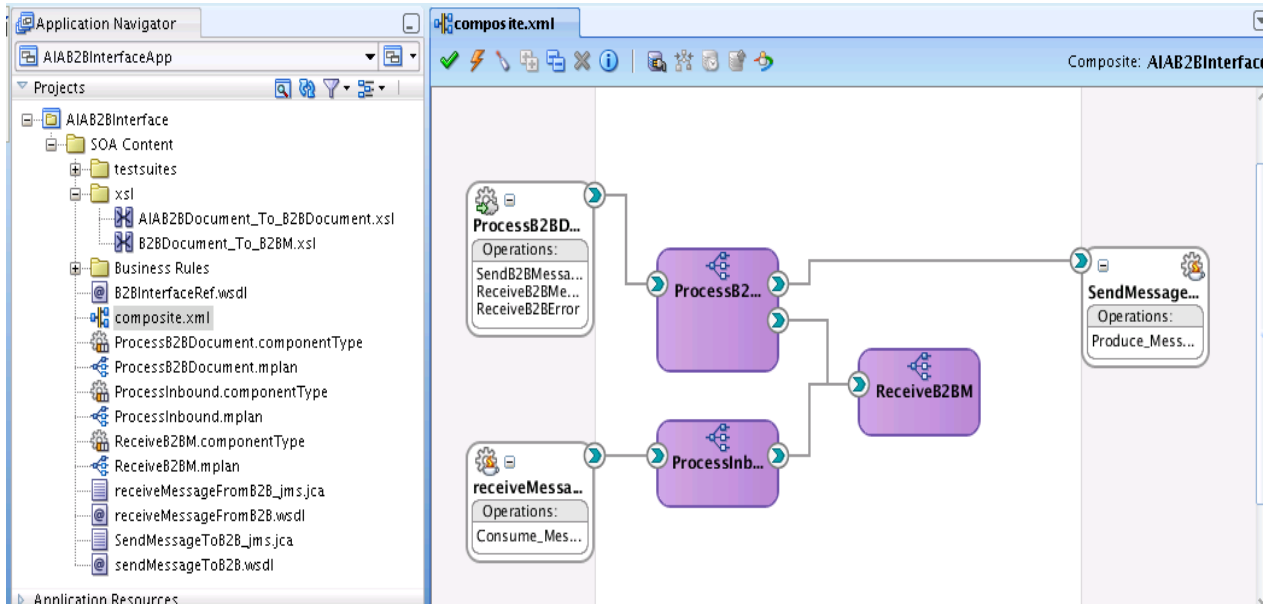 Application Navigator
AIAB2BInterfaceApp
Projects
AIAB2BInterface
SOA Content
testsuites
xsl
AIAB2BDocument_To_B2BDocument.xsl
B2BDocument_To_B2BM.xsl
Business Rules
B2BInterfaceRef.wsdl
composite.xml
ProcessB2BDocument.componentType
ProcessB2BDocument.mplan
ProcessInbound.componentType
ProcessInbound.mplan
ReceiveB2BM.componentType
ReceiveB2BM.mplan
receiveMessageFromB2B_jms.jca
receiveMessageFromB2B.wsdl
SendMessageToB2B_jms.jca
sendMessageToB2B.wsdl
Application Resources
composite.xml
Composite: AIAB2BInterface
ProcessB2BD...
Operations:
SendB2BMessa...
ReceiveB2BMe...
ReceiveB2BError
ProcessB2...
SendMessage...
Operations:
Produce_Mess...
ReceiveB2BM
receiveMessa...
Operations:
Consume_Mes...
ProcessInb...